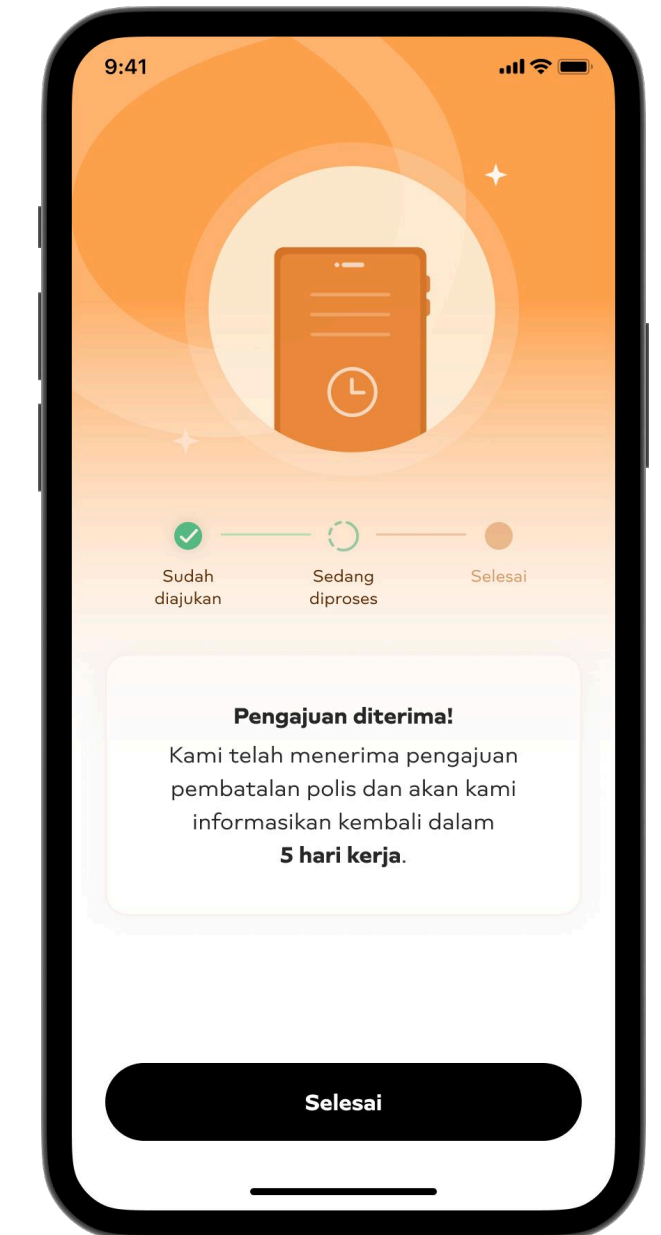 9:41
Sudah
diajukan
Sedang
diproses
Selesai
Pengajuan diterima!
Kami telah menerima pengajuan
pembatalan polis dan akan kami
informasikan kembali dalam
5 hari kerja.
Selesai